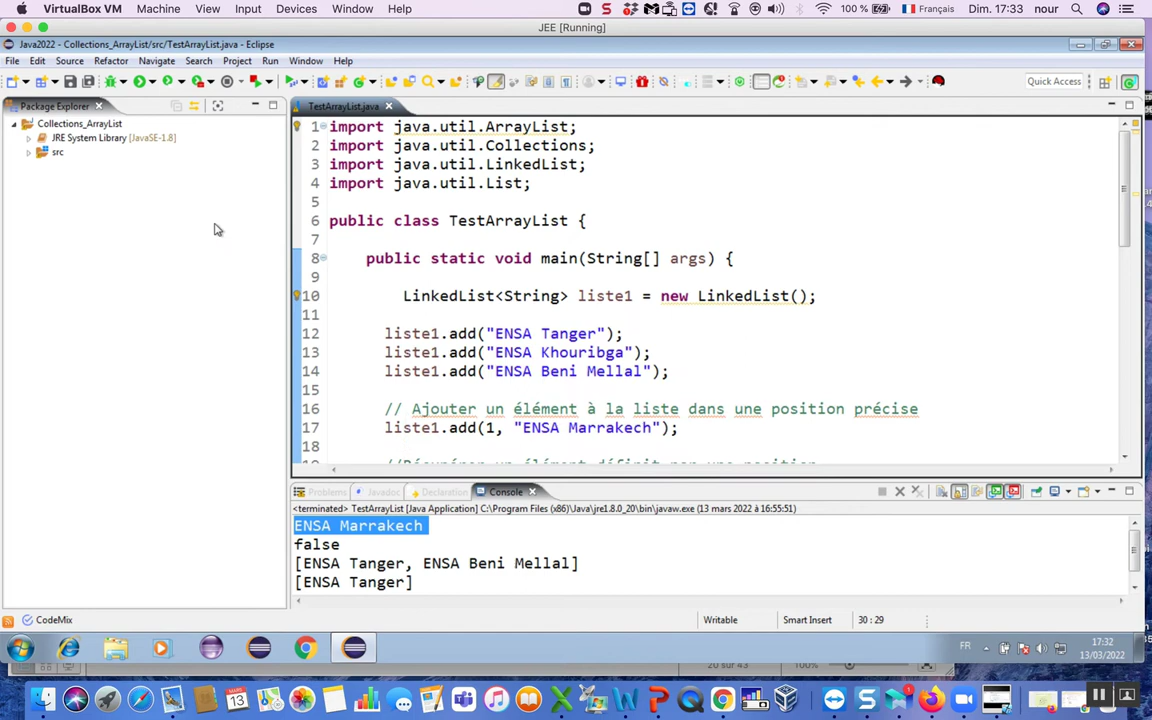 VirtualBox VM Machine View Input Devices Window Help 100 % Français Dim. 17:33 nour
JEE [Running]
Java2022 - Collections_ArrayList/src/TestArrayList.java - Eclipse
File Edit Source Refactor Navigate Search Project Run Window Help
Quick Access
Package Explorer
TestArrayList.java
Collections_ArrayList
JRE System Library [JavaSE-1.8]
src
1 import java.util.ArrayList;
2 import java.util.Collections;
3 import java.util.LinkedList;
4 import java.util.List;
5
6 public class TestArrayList {
7
8 public static void main(String[] args) {
9
10 LinkedList<String> liste1 = new LinkedList();
11
12 liste1.add("ENSA Tanger");
13 liste1.add("ENSA Khouribga");
14 liste1.add("ENSA Beni Mellal");
15
16 // Ajouter un élément à la liste dans une position précise
17 liste1.add(1, "ENSA Marrakech");
18
Problems Javadoc Declaration Console
<terminated> TestArrayList [Java Application] C:\Program Files (x86)\Java\jre1.8.0_20\bin\javaw.exe (13 mars 2022 à 16:55:51)
ENSA Marrakech
false
[ENSA Tanger, ENSA Beni Mellal]
[ENSA Tanger]
CodeMix
Writable Smart Insert 30 : 29
FR 17:32
13/03/2022
20 sur 43 100%